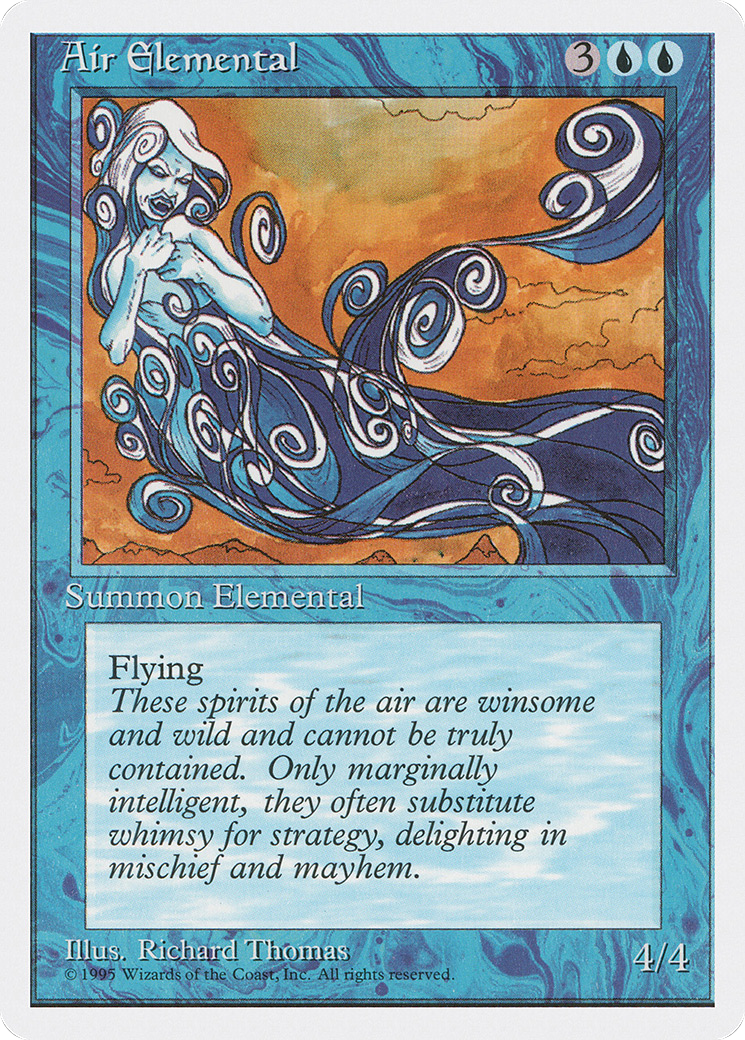 Air Elemental 3
Summon Elemental
Flying
These spirits of the air are winsome
and wild and cannot be truly
contained. Only marginally
intelligent, they often substitute
whimsy for strategy, delighting in
mischief and mayhem.
Illus. Richard Thomas
© 1995 Wizards of the Coast, Inc. All rights reserved.
4/4